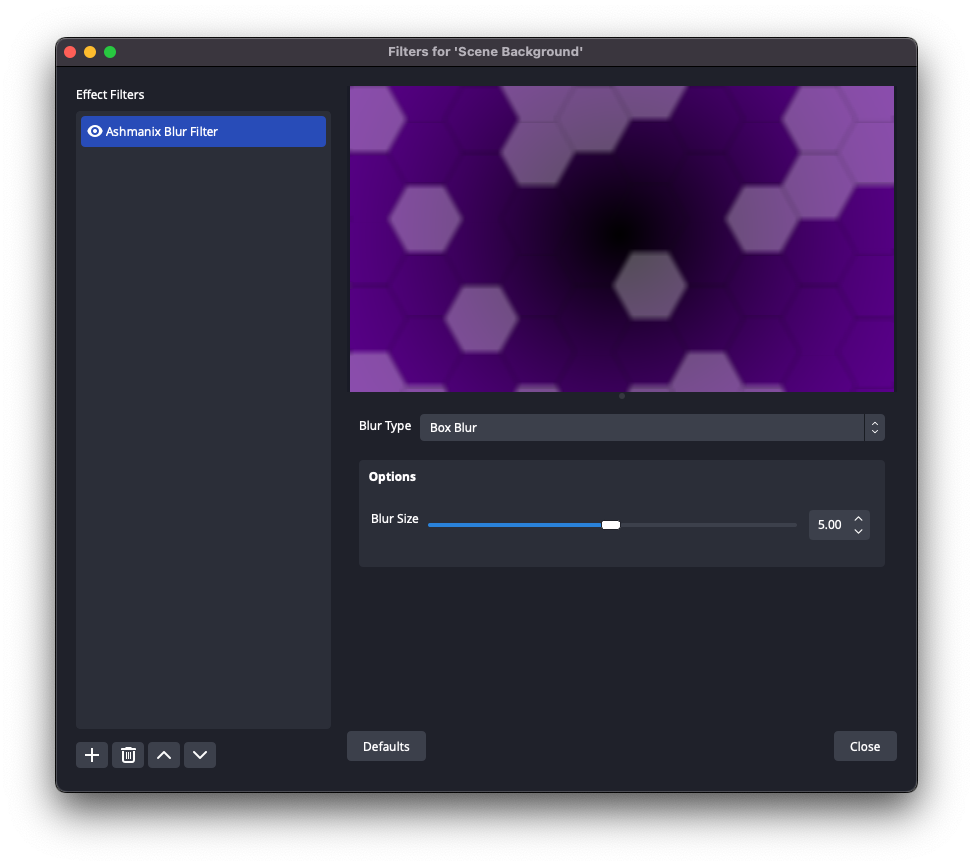 Filters for 'Scene Background'
Effect Filters
Ashmanix Blur Filter
Blur Type
Box Blur
Options
Blur Size
5.00
Defaults
Close